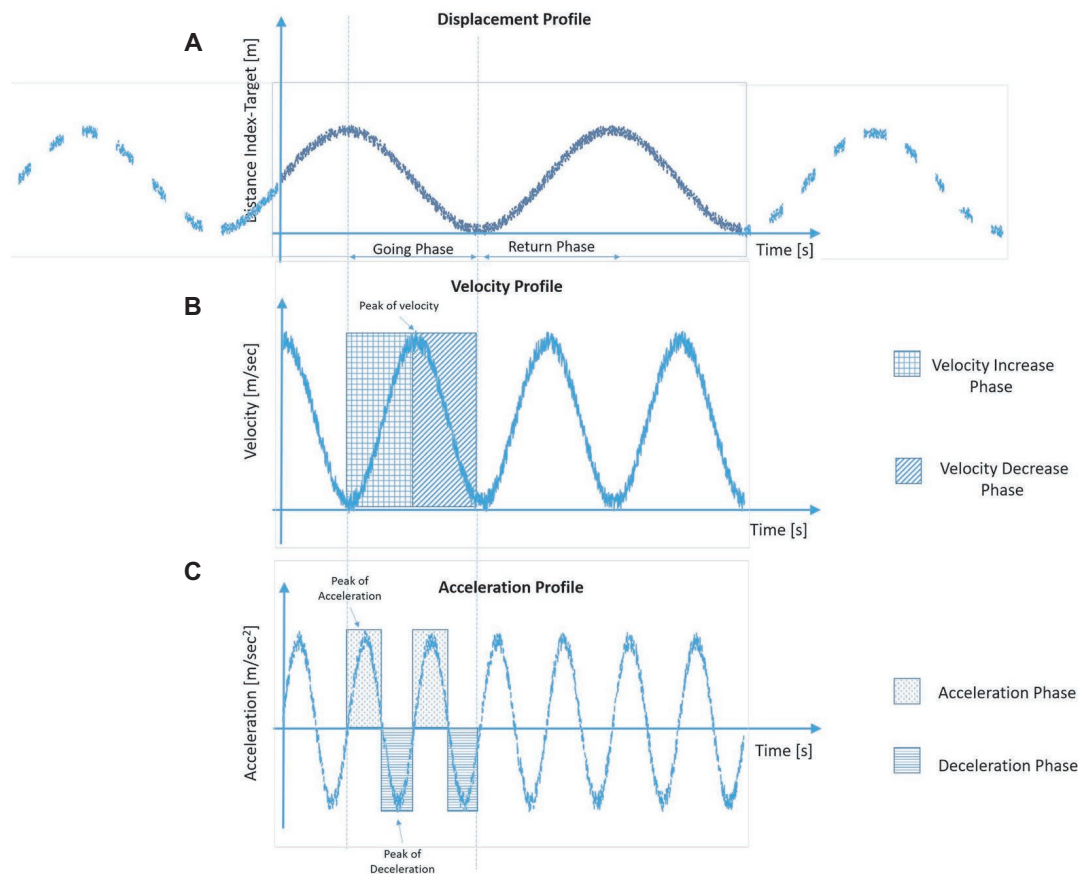 A
Displacement Profile
Distance Index-Target [m]
Time [s]
Going Phase
Return Phase
B
Velocity Profile
Peak of velocity
Velocity [m/sec]
Time [s]
Velocity Increase
Phase
Velocity Decrease
Phase
C
Acceleration Profile
Peak of
Acceleration
Acceleration [m/sec²]
Time [s]
Peak of
Deceleration
Acceleration Phase
Deceleration Phase